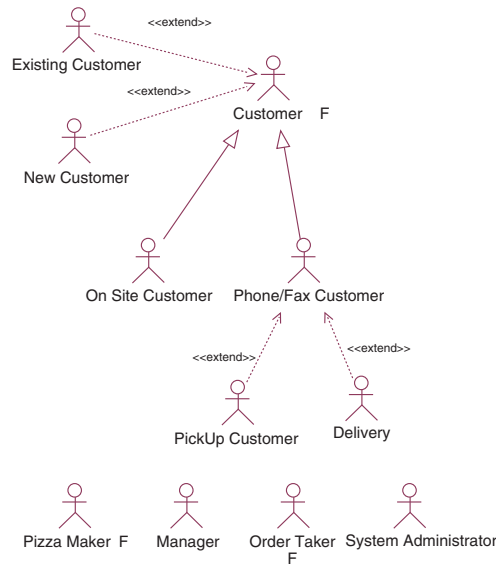 <<extend>>
Existing Customer
<<extend>>
Customer F
New Customer
On Site Customer
Phone/Fax Customer
<<extend>>
<<extend>>
PickUp Customer
Delivery
Pizza Maker F
Manager
Order Taker
F
System Administrator